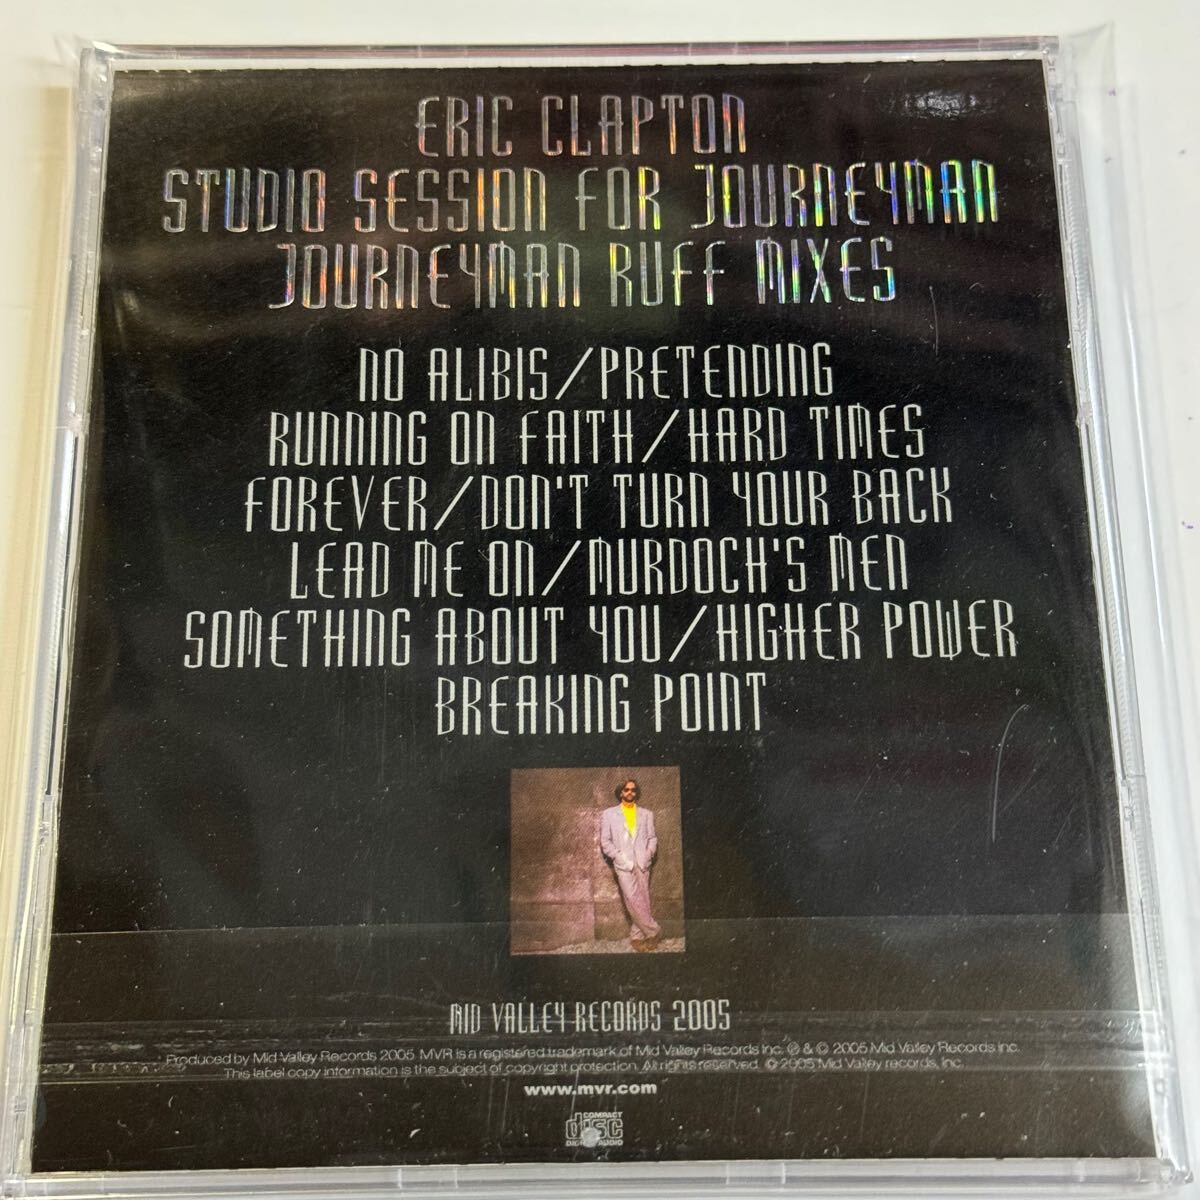 ERIC CLAPTON
STUDIO SESSION FOR JOURNEYMAN
JOURNEYMAN RUFF MIXES
NO ALIBIS/PRETENDING
RUNNING ON FAITH/HARD TIMES
FOREVER/DON'T TURN YOUR BACK
LEAD ME ON/MURDOCH'S MEN
SOMETHING ABOUT YOU/HIGHER POWER
BREAKING POINT
MID VALLEY RECORDS 2005
Produced by Mid Valley Records 2005 MVR is a registered trademark of Mid Valley Records Inc. ℗ & © 2005 Mid Valley Records Inc.
This label copy information is the subject of copyright protection. All rights reserved. © 2005 Mid Valley records, Inc.
www.mvr.com
COMPACT
disc
DIGITAL AUDIO